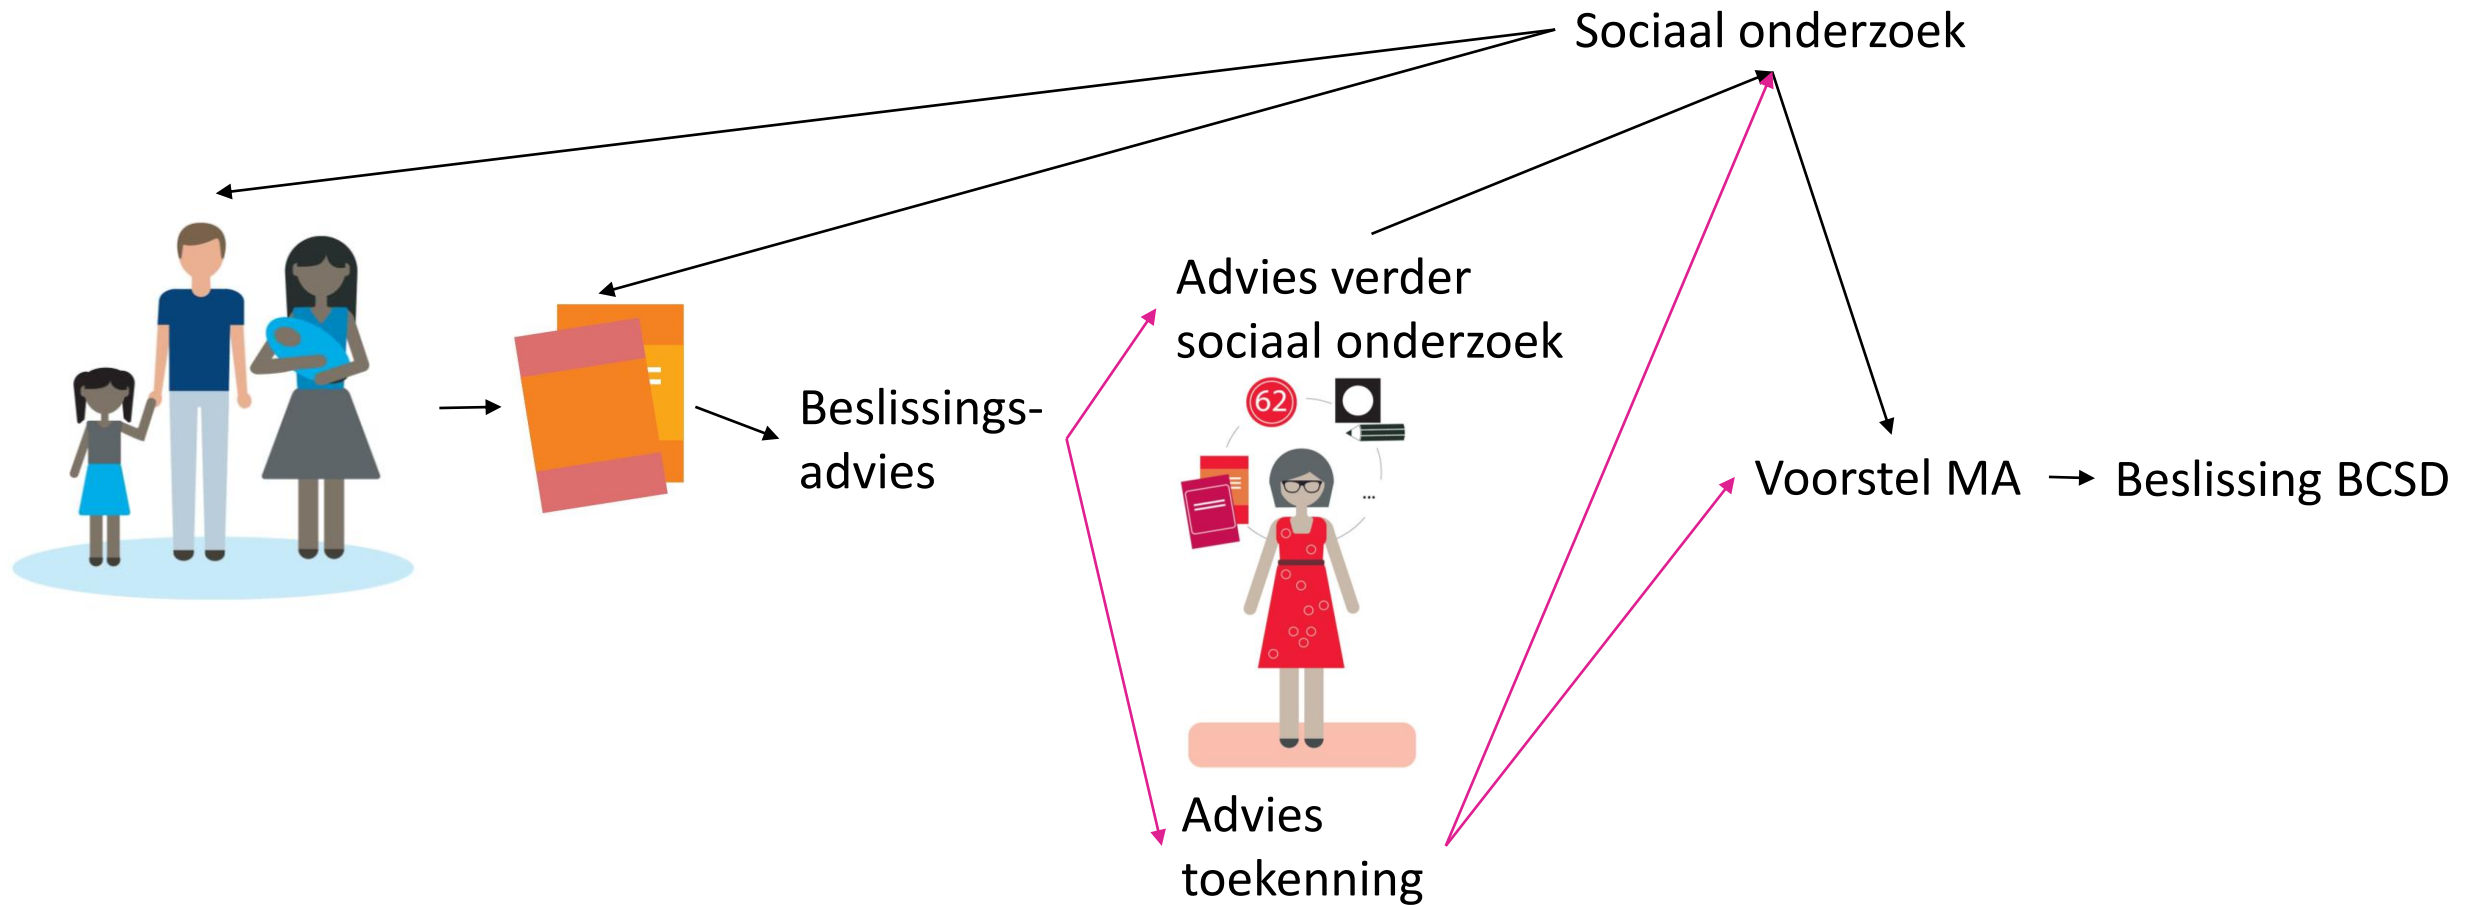 Sociaal onderzoek
Advies verder
sociaal onderzoek
Beslissings-
advies
62
...
Voorstel MA
Beslissing BCSD
Advies
toekenning